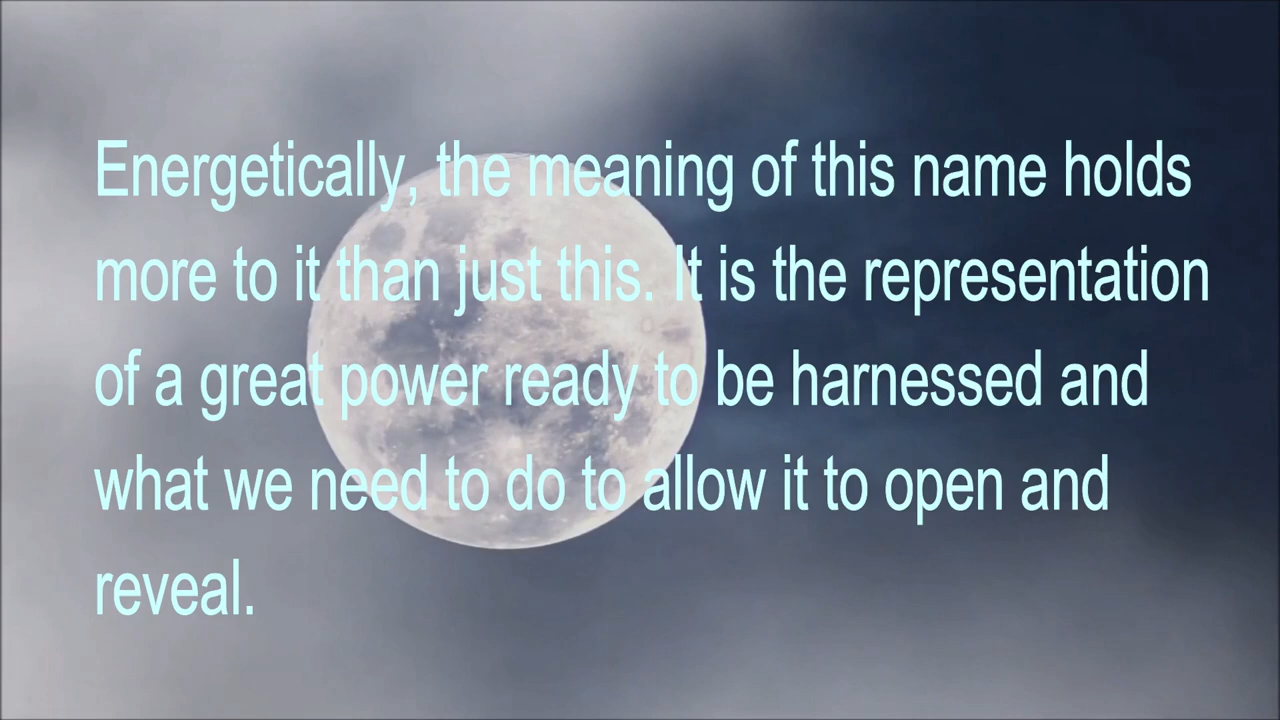 Energetically, the meaning of this name holds
more to it than just this. It is the representation
of a great power ready to be harnessed and
what we need to do to allow it to open and
reveal.